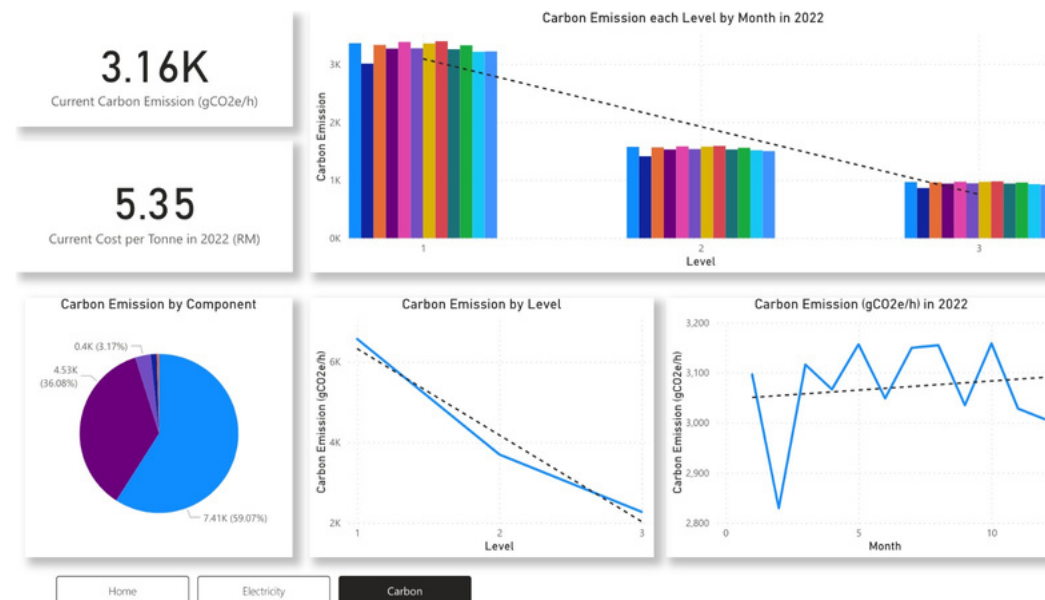 3.16K
Current Carbon Emission (gCO2e/h)
5.35
Current Cost per Tonne in 2022 (RM)
Carbon Emission each Level by Month in 2022
Carbon Emission
3K
2K
1K
0K
1
2
3
Level
Carbon Emission by Component
0.4K (3.17%)
4.53K
(36.08%)
7.41K (59.07%)
Carbon Emission by Level
Carbon Emission (gCO2e/h)
6K
4K
2K
1
2
3
Level
Carbon Emission (gCO2e/h) in 2022
Carbon Emission (gCO2e/h)
3,200
3,100
3,000
2,900
2,800
0
5
10
Month
Home
Electricity
Carbon